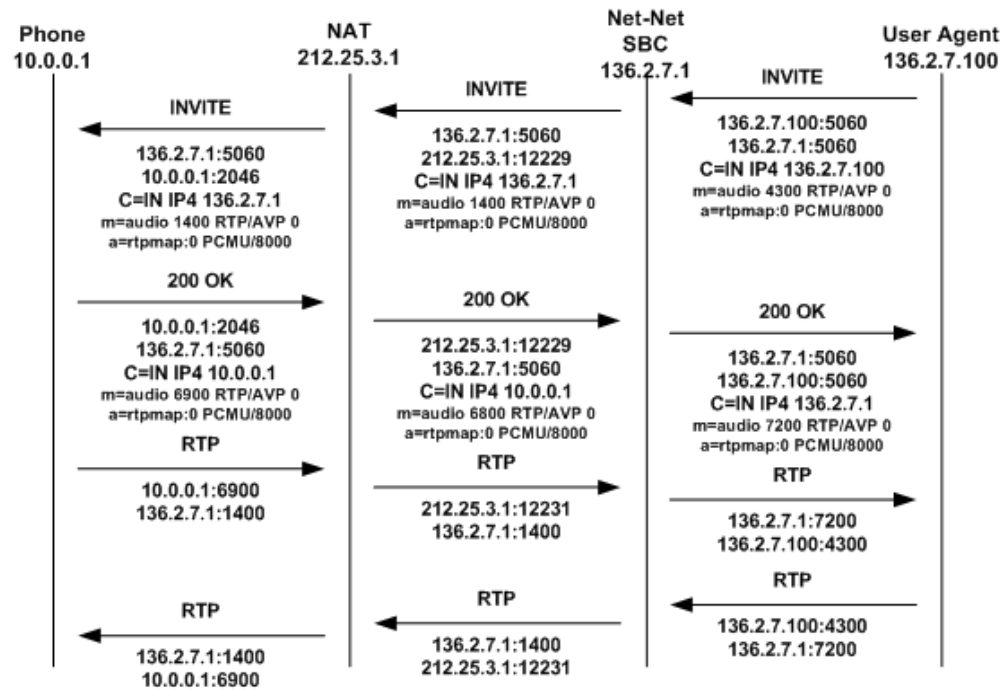 Phone
10.0.0.1
NAT
212.25.3.1
Net-Net
SBC
136.2.7.1
User Agent
136.2.7.100
INVITE
136.2.7.1:5060
10.0.0.1:2046
C=IN IP4 136.2.7.1
m=audio 1400 RTP/AVP 0
a=rtpmap:0 PCMU/8000
INVITE
136.2.7.1:5060
212.25.3.1:12229
C=IN IP4 136.2.7.1
m=audio 1400 RTP/AVP 0
a=rtpmap:0 PCMU/8000
INVITE
136.2.7.100:5060
136.2.7.1:5060
C=IN IP4 136.2.7.100
m=audio 4300 RTP/AVP 0
a=rtpmap:0 PCMU/8000
200 OK
10.0.0.1:2046
136.2.7.1:5060
C=IN IP4 10.0.0.1
m=audio 6900 RTP/AVP 0
a=rtpmap:0 PCMU/8000
200 OK
212.25.3.1:12229
136.2.7.1:5060
C=IN IP4 10.0.0.1
m=audio 6800 RTP/AVP 0
a=rtpmap:0 PCMU/8000
200 OK
136.2.7.1:5060
136.2.7.100:5060
C=IN IP4 136.2.7.1
m=audio 7200 RTP/AVP 0
a=rtpmap:0 PCMU/8000
RTP
10.0.0.1:6900
136.2.7.1:1400
RTP
212.25.3.1:12231
136.2.7.1:1400
RTP
136.2.7.1:7200
136.2.7.100:4300
RTP
136.2.7.1:1400
10.0.0.1:6900
RTP
136.2.7.1:1400
212.25.3.1:12231
RTP
136.2.7.100:4300
136.2.7.1:7200